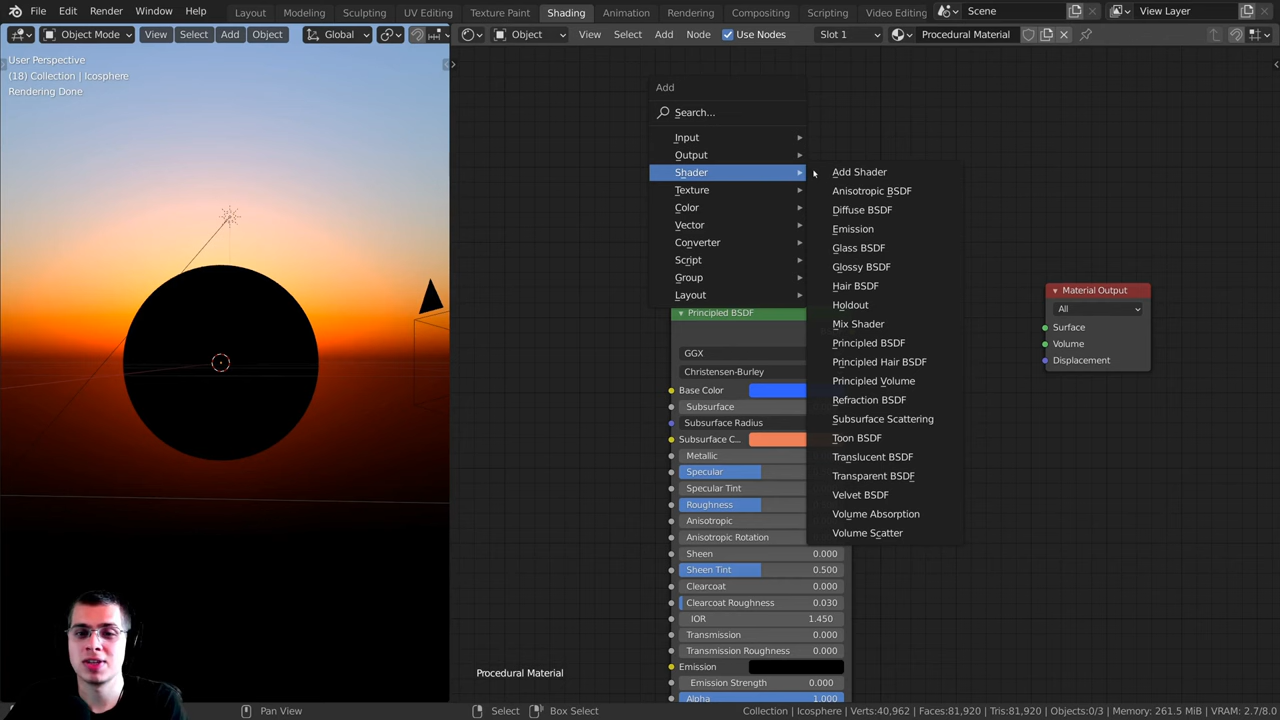 File Edit Render Window Help Layout Modeling Sculpting UV Editing Texture Paint Shading Animation Rendering Compositing Scripting Video Editing Scene View Layer
Object Mode View Select Add Object Global Object View Select Add Node Use Nodes Slot 1 Procedural Material
User Perspective
(18) Collection | Icosphere
Rendering Done
Add
Search...
Input
Output
Shader
Texture
Color
Vector
Converter
Script
Group
Layout
Add Shader
Anisotropic BSDF
Diffuse BSDF
Emission
Glass BSDF
Glossy BSDF
Hair BSDF
Holdout
Mix Shader
Principled BSDF
Principled Hair BSDF
Principled Volume
Refraction BSDF
Subsurface Scattering
Toon BSDF
Translucent BSDF
Transparent BSDF
Velvet BSDF
Volume Absorption
Volume Scatter
Principled BSDF
GGX
Christensen-Burley
Base Color
Subsurface
Subsurface Radius
Subsurface C...
Metallic
Specular
Specular Tint
Roughness
Anisotropic
Anisotropic Rotation
Sheen 0.000
Sheen Tint 0.500
Clearcoat 0.000
Clearcoat Roughness 0.030
IOR 1.450
Transmission 0.000
Transmission Roughness 0.000
Emission
Emission Strength 0.000
Alpha 1.000
Material Output
All
Surface
Volume
Displacement
Procedural Material
Pan View Select Box Select Collection | Icosphere | Verts:40,962 | Faces:81,920 | Tris:81,920 | Objects:0/3 | Memory: 261.5 MiB | VRAM: 2.7/8.0